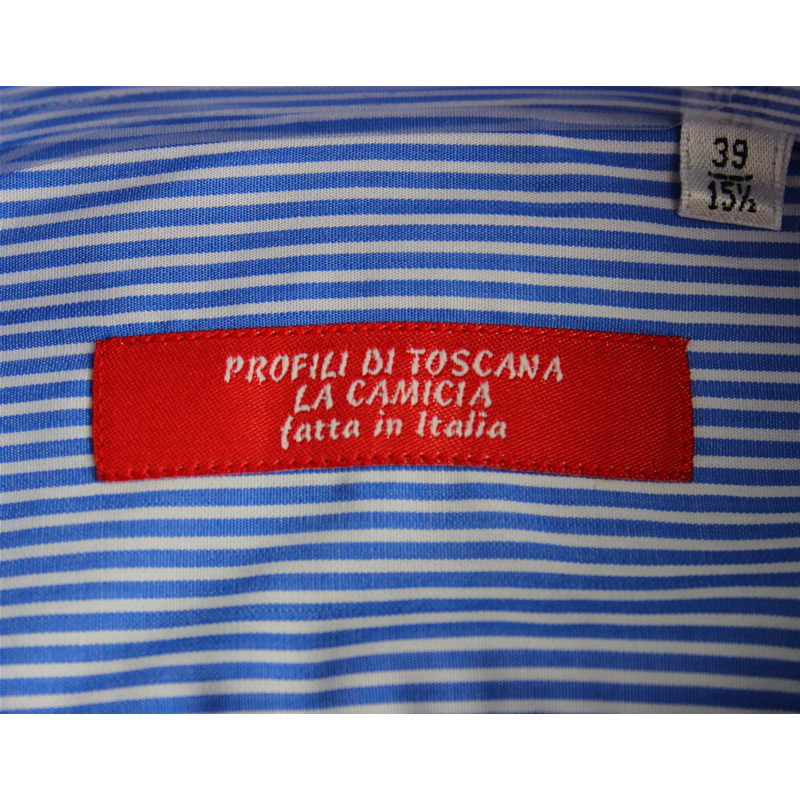 39
15½
PROFILI DI TOSCANA
LA CAMICIA
fatta in Italia